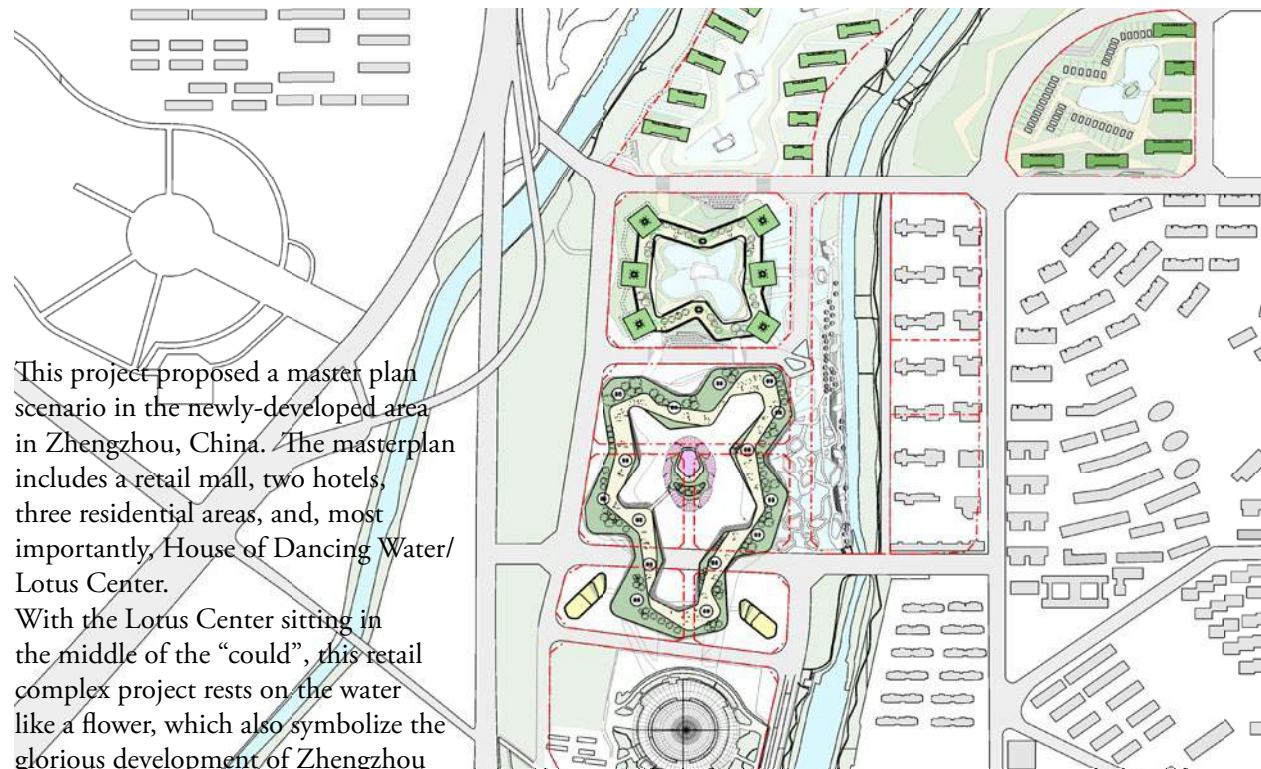 This project proposed a master plan
scenario in the newly-developed area
in Zhengzhou, China. The masterplan
includes a retail mall, two hotels,
three residential areas, and, most
importantly, House of Dancing Water/
Lotus Center.
With the Lotus Center sitting in
the middle of the “could”, this retail
complex project rests on the water
like a flower, which also symbolize the
glorious development of Zhengzhou